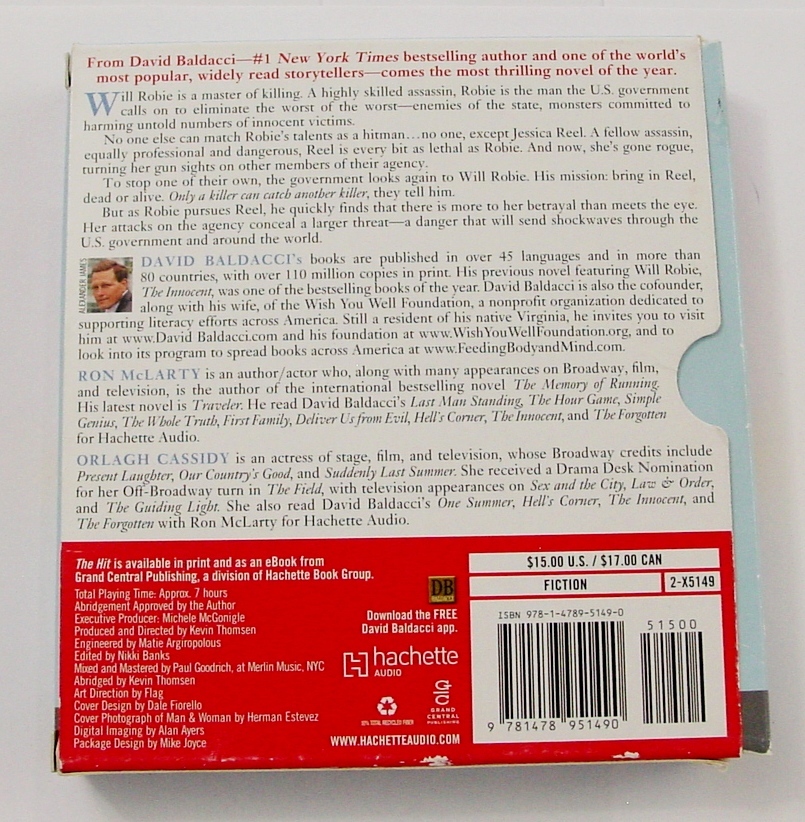 From David Baldacci—#1 New York Times bestselling author and one of the world's
most popular, widely read storytellers—comes the most thrilling novel of the year.
Will Robie is a master of killing. A highly skilled assassin, Robie is the man the U.S. government
calls on to eliminate the worst of the worst—enemies of the state, monsters committed to
harming untold numbers of innocent victims.
No one else can match Robie's talents as a hitman...no one, except Jessica Reel. A fellow assassin,
equally professional and dangerous, Reel is every bit as lethal as Robie. And now, she's gone rogue,
turning her gun sights on other members of their agency.
To stop one of their own, the government looks again to Will Robie. His mission: bring in Reel,
dead or alive. Only a killer can catch another killer, they tell him.
But as Robie pursues Reel, he quickly finds that there is more to her betrayal than meets the eye.
Her attacks on the agency conceal a larger threat—a danger that will send shockwaves through the
U.S. government and around the world.
ALEXANDER JAMES
DAVID BALDACCI's books are published in over 45 languages and in more than
80 countries, with over 110 million copies in print. His previous novel featuring Will Robie,
The Innocent, was one of the bestselling books of the year. David Baldacci is also the cofounder,
along with his wife, of the Wish You Well Foundation, a nonprofit organization dedicated to
supporting literacy efforts across America. Still a resident of his native Virginia, he invites you to visit
him at www.David Baldacci.com and his foundation at www.WishYouWellFoundation.org, and to
look into its program to spread books across America at www.FeedingBodyandMind.com.
RON McLARTY is an author/actor who, along with many appearances on Broadway, film,
and television, is the author of the international bestselling novel The Memory of Running.
His latest novel is Traveler. He read David Baldacci's Last Man Standing, The Hour Game, Simple
Genius, The Whole Truth, First Family, Deliver Us from Evil, Hell's Corner, The Innocent, and The Forgotten
for Hachette Audio.
ORLAGH CASSIDY is an actress of stage, film, and television, whose Broadway credits include
Present Laughter, Our Country's Good, and Suddenly Last Summer. She received a Drama Desk Nomination
for her Off-Broadway turn in The Field, with television appearances on Sex and the City, Law & Order,
and The Guiding Light. She also read David Baldacci's One Summer, Hell's Corner, The Innocent, and
The Forgotten with Ron McLarty for Hachette Audio.
The Hit is available in print and as an eBook from
Grand Central Publishing, a division of Hachette Book Group.
Total Playing Time: Approx. 7 hours
Abridgement Approved by the Author
Executive Producer: Michele McGonigle
Produced and Directed by Kevin Thomsen
Engineered by Matie Argiropolous
Edited by Nikki Banks
Mixed and Mastered by Paul Goodrich, at Merlin Music, NYC
Abridged by Kevin Thomsen
Art Direction by Flag
Cover Design by Dale Fiorello
Cover Photograph of Man & Woman by Herman Estevez
Digital Imaging by Alan Ayers
Package Design by Mike Joyce
DB
Download the FREE
David Baldacci app.
hachette
AUDIO
GRAND
CENTRAL
PUBLISHING
WWW.HACHETTEAUDIO.COM
$15.00 U.S. / $17.00 CAN
FICTION
2-X5149
ISBN 978-1-4789-5149-0
51500
9 781478 951490